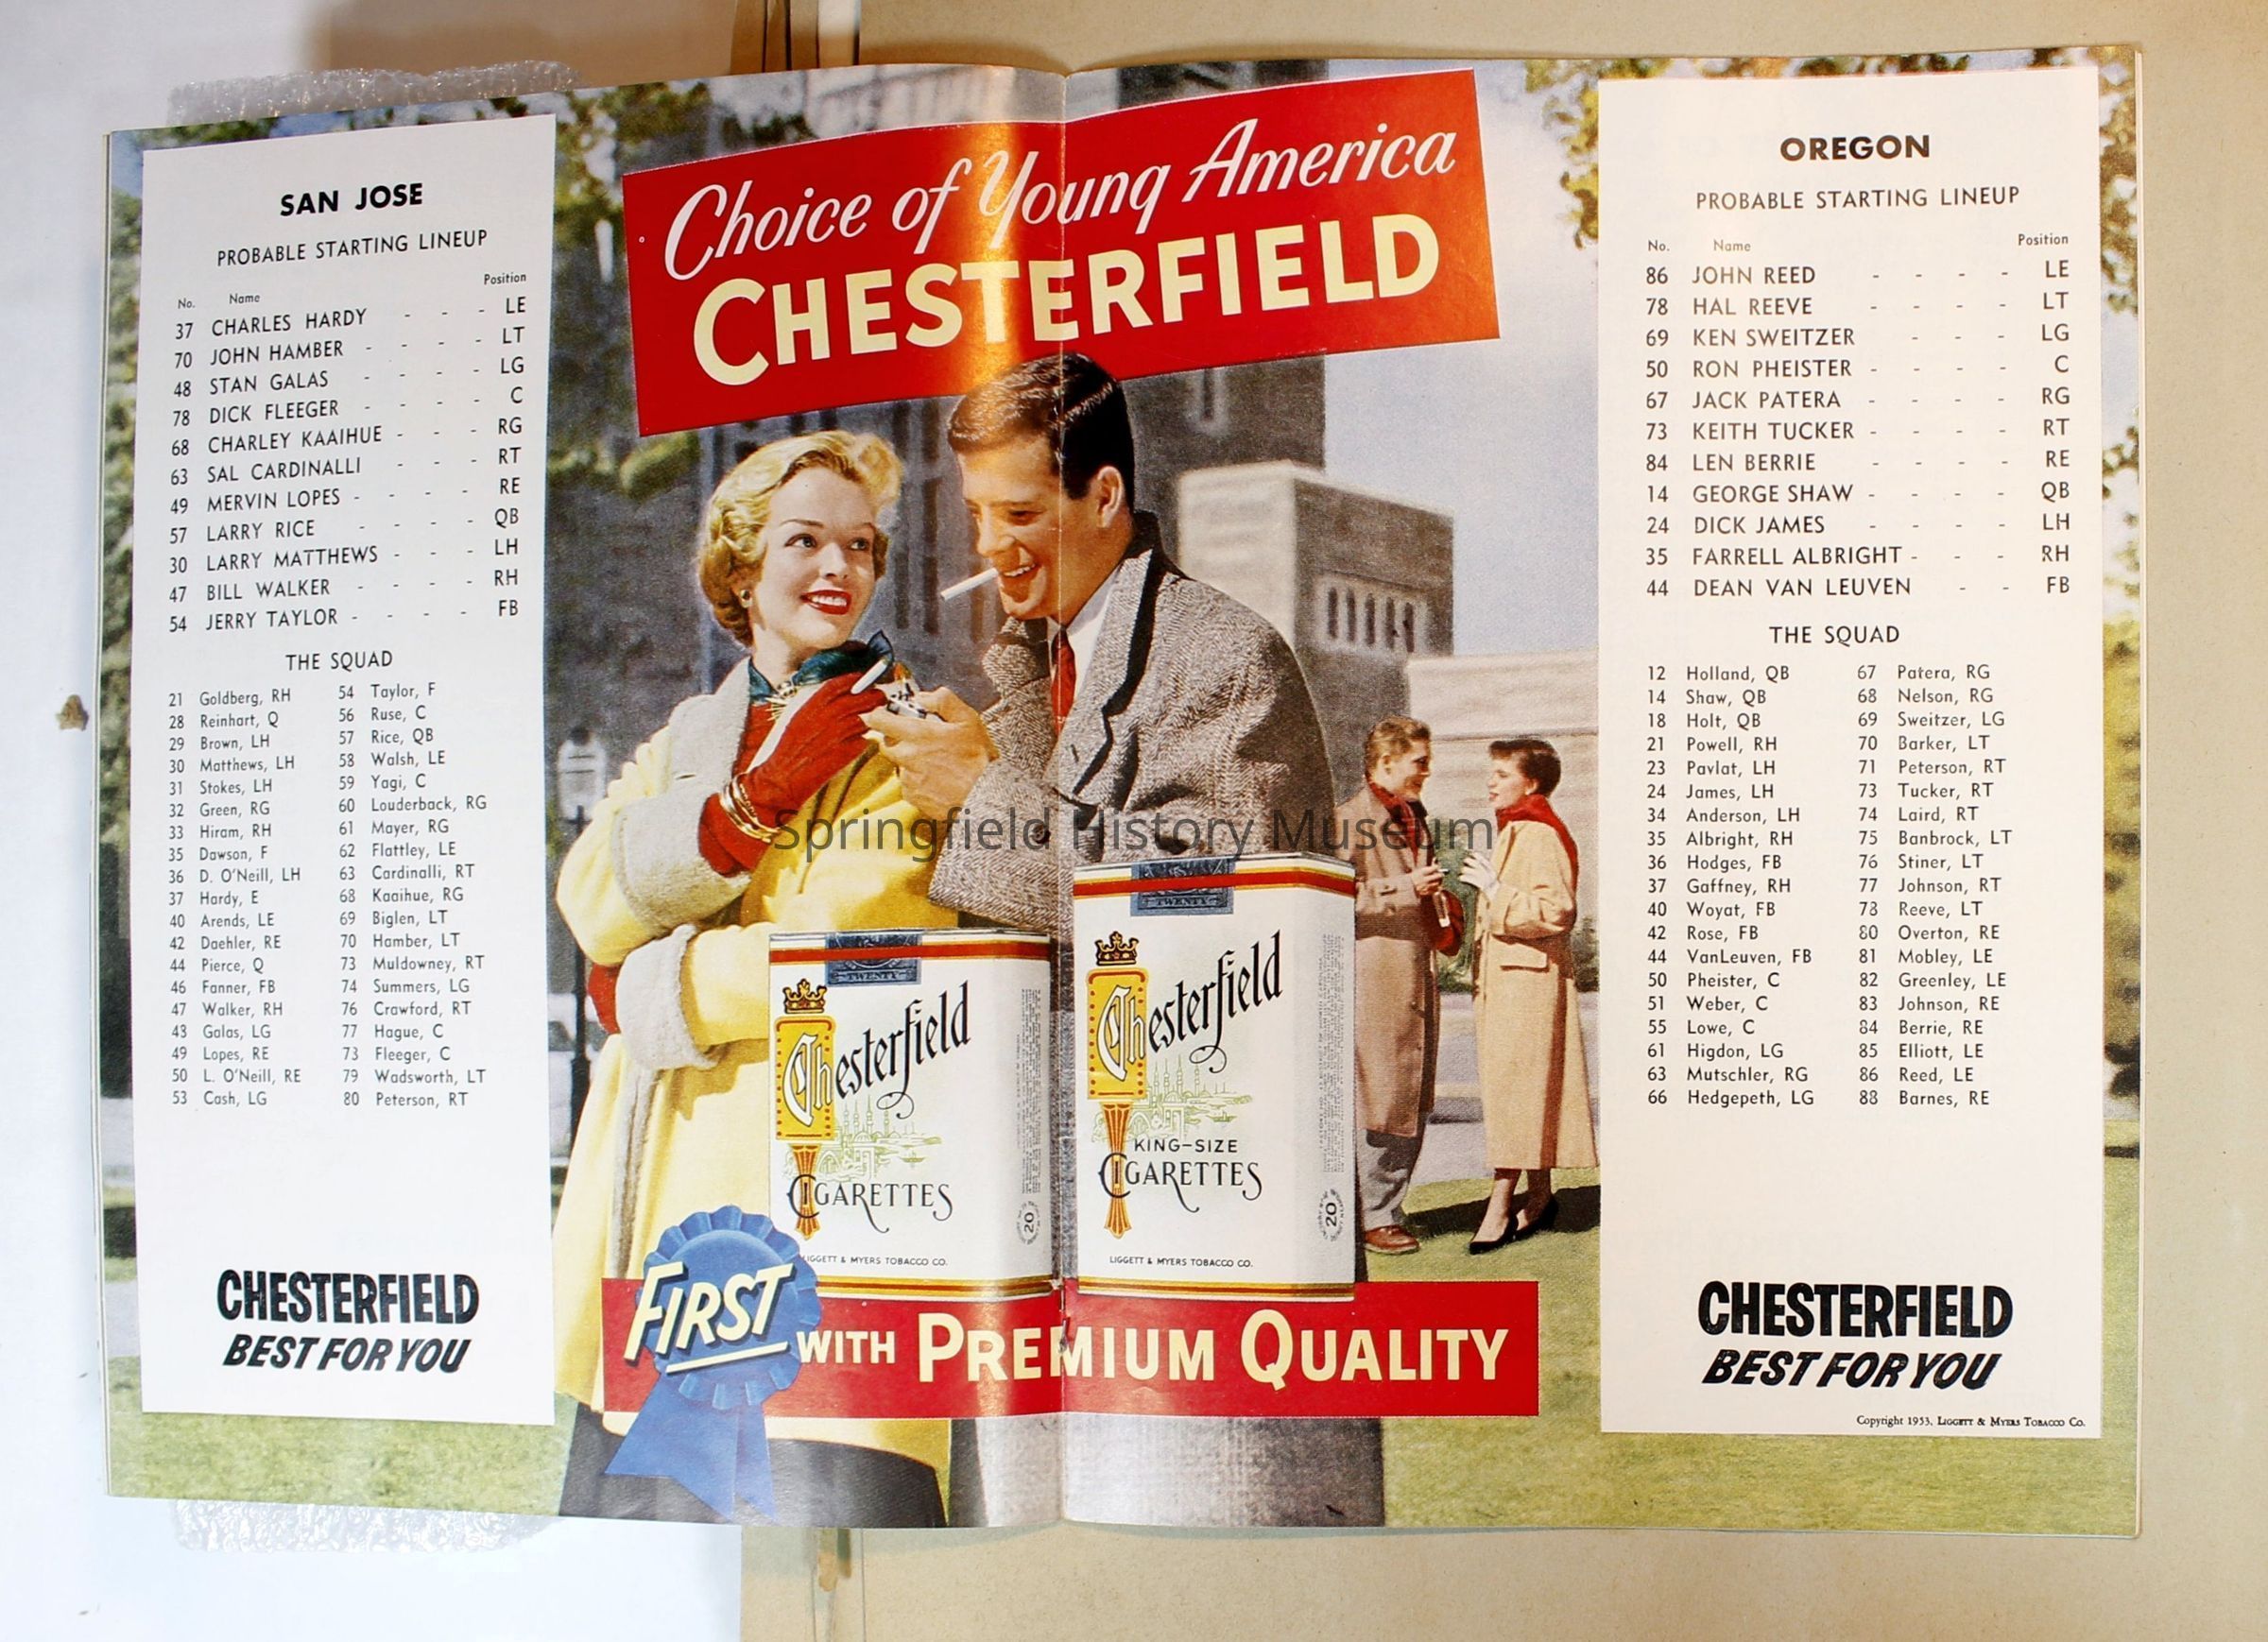 SAN JOSE
PROBABLE STARTING LINEUP
No. Name Position
37 CHARLES HARDY - - - LE
70 JOHN HAMBER - - - - LT
48 STAN GALAS - - - - LG
78 DICK FLEEGER - - - - C
68 CHARLEY KAAIHUE - - - RG
63 SAL CARDINALLI - - - RT
49 MERVIN LOPES - - - - RE
57 LARRY RICE - - - - QB
30 LARRY MATTHEWS - - - LH
47 BILL WALKER - - - - RH
54 JERRY TAYLOR - - - - FB
THE SQUAD
21 Goldberg, RH
28 Reinhart, Q
29 Brown, LH
30 Matthews, LH
31 Stokes, LH
32 Green, RG
33 Hiram, RH
35 Dawson, F
36 D. O'Neill, LH
37 Hardy, E
40 Arends, LE
42 Daehler, RE
44 Pierce, Q
46 Fanner, FB
47 Walker, RH
43 Galas, LG
49 Lopes, RE
50 L. O'Neill, RE
53 Cash, LG
54 Taylor, F
56 Ruse, C
57 Rice, QB
58 Walsh, LE
59 Yagi, C
60 Louderback, RG
61 Mayer, RG
62 Flattley, LE
63 Cardinalli, RT
68 Kaaihue, RG
69 Biglen, LT
70 Hamber, LT
73 Muldowney, RT
74 Summers, LG
76 Crawford, RT
77 Hague, C
73 Fleeger, C
79 Wadsworth, LT
80 Peterson, RT
CHESTERFIELD
BEST FOR YOU
Choice of Young America
CHESTERFIELD
Springfield History Museum
TWENTY
Chesterfield
CIGARETTES
20
LIGGETT & MYERS TOBACCO CO.
TWENTY
Chesterfield
KING-SIZE
CIGARETTES
20
LIGGETT & MYERS TOBACCO CO.
FIRST WITH PREMIUM QUALITY
OREGON
PROBABLE STARTING LINEUP
No. Name Position
86 JOHN REED - - - - LE
78 HAL REEVE - - - - LT
69 KEN SWEITZER - - - LG
50 RON PHEISTER - - - - C
67 JACK PATERA - - - - RG
73 KEITH TUCKER - - - - RT
84 LEN BERRIE - - - - RE
14 GEORGE SHAW - - - - QB
24 DICK JAMES - - - - LH
35 FARRELL ALBRIGHT - - - RH
44 DEAN VAN LEUVEN - - FB
THE SQUAD
12 Holland, QB
14 Shaw, QB
18 Holt, QB
21 Powell, RH
23 Pavlat, LH
24 James, LH
34 Anderson, LH
35 Albright, RH
36 Hodges, FB
37 Gaffney, RH
40 Woyat, FB
42 Rose, FB
44 VanLeuven, FB
50 Pheister, C
51 Weber, C
55 Lowe, C
61 Higdon, LG
63 Mutschler, RG
66 Hedgepeth, LG
67 Patera, RG
68 Nelson, RG
69 Sweitzer, LG
70 Barker, LT
71 Peterson, RT
73 Tucker, RT
74 Laird, RT
75 Banbrock, LT
76 Stiner, LT
77 Johnson, RT
78 Reeve, LT
80 Overton, RE
81 Mobley, LE
82 Greenley, LE
83 Johnson, RE
84 Berrie, RE
85 Elliott, LE
86 Reed, LE
88 Barnes, RE
CHESTERFIELD
BEST FOR YOU
Copyright 1953, LIGGETT & MYERS TOBACCO CO.